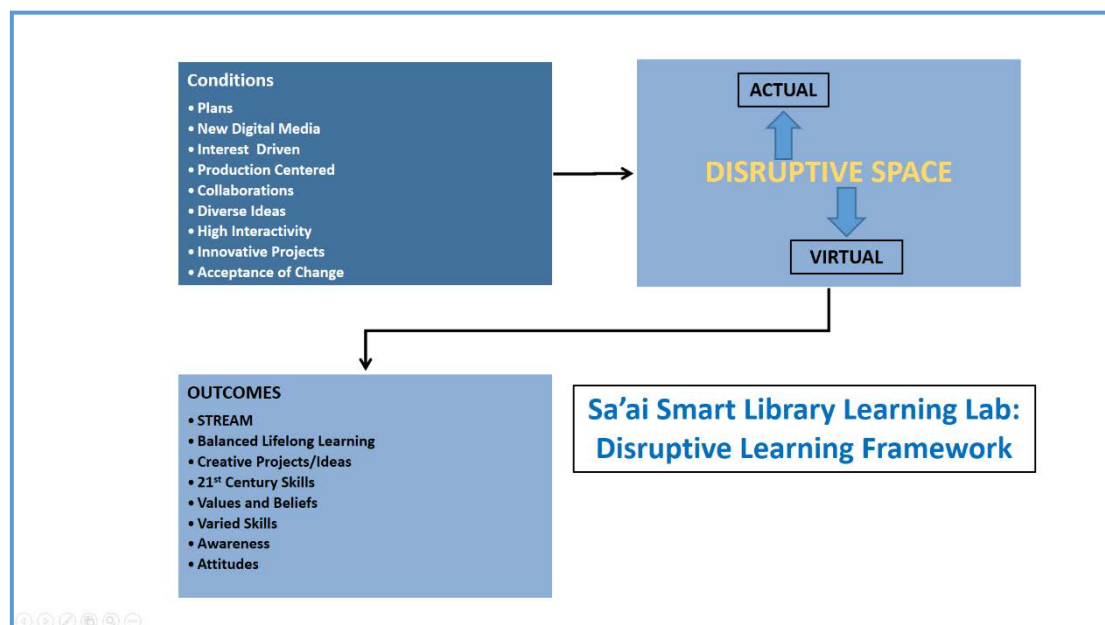 Conditions
• Plans
• New Digital Media
• Interest Driven
• Production Centered
• Collaborations
• Diverse Ideas
• High Interactivity
• Innovative Projects
• Acceptance of Change
ACTUAL
DISRUPTIVE SPACE
VIRTUAL
OUTCOMES
• STREAM
• Balanced Lifelong Learning
• Creative Projects/Ideas
• 21st Century Skills
• Values and Beliefs
• Varied Skills
• Awareness
• Attitudes
Sa’ai Smart Library Learning Lab:
Disruptive Learning Framework